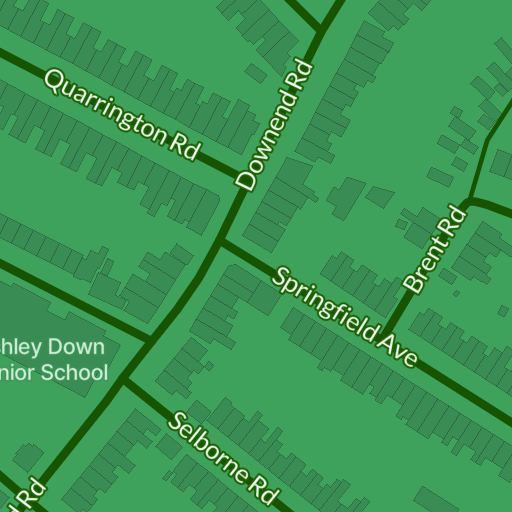 Downend Rd
Quarrington Rd
Brent Rd
Springfield Ave
hley Down
nior School
Selborne Rd
Rd